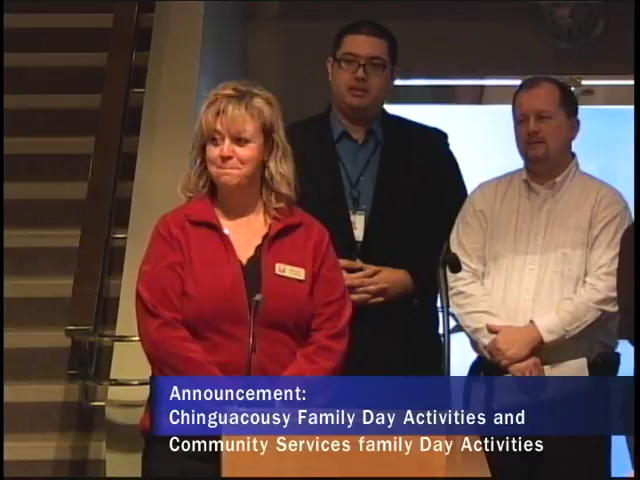 Announcement:
Chinguacousy Family Day Activities and
Community Services family Day Activities